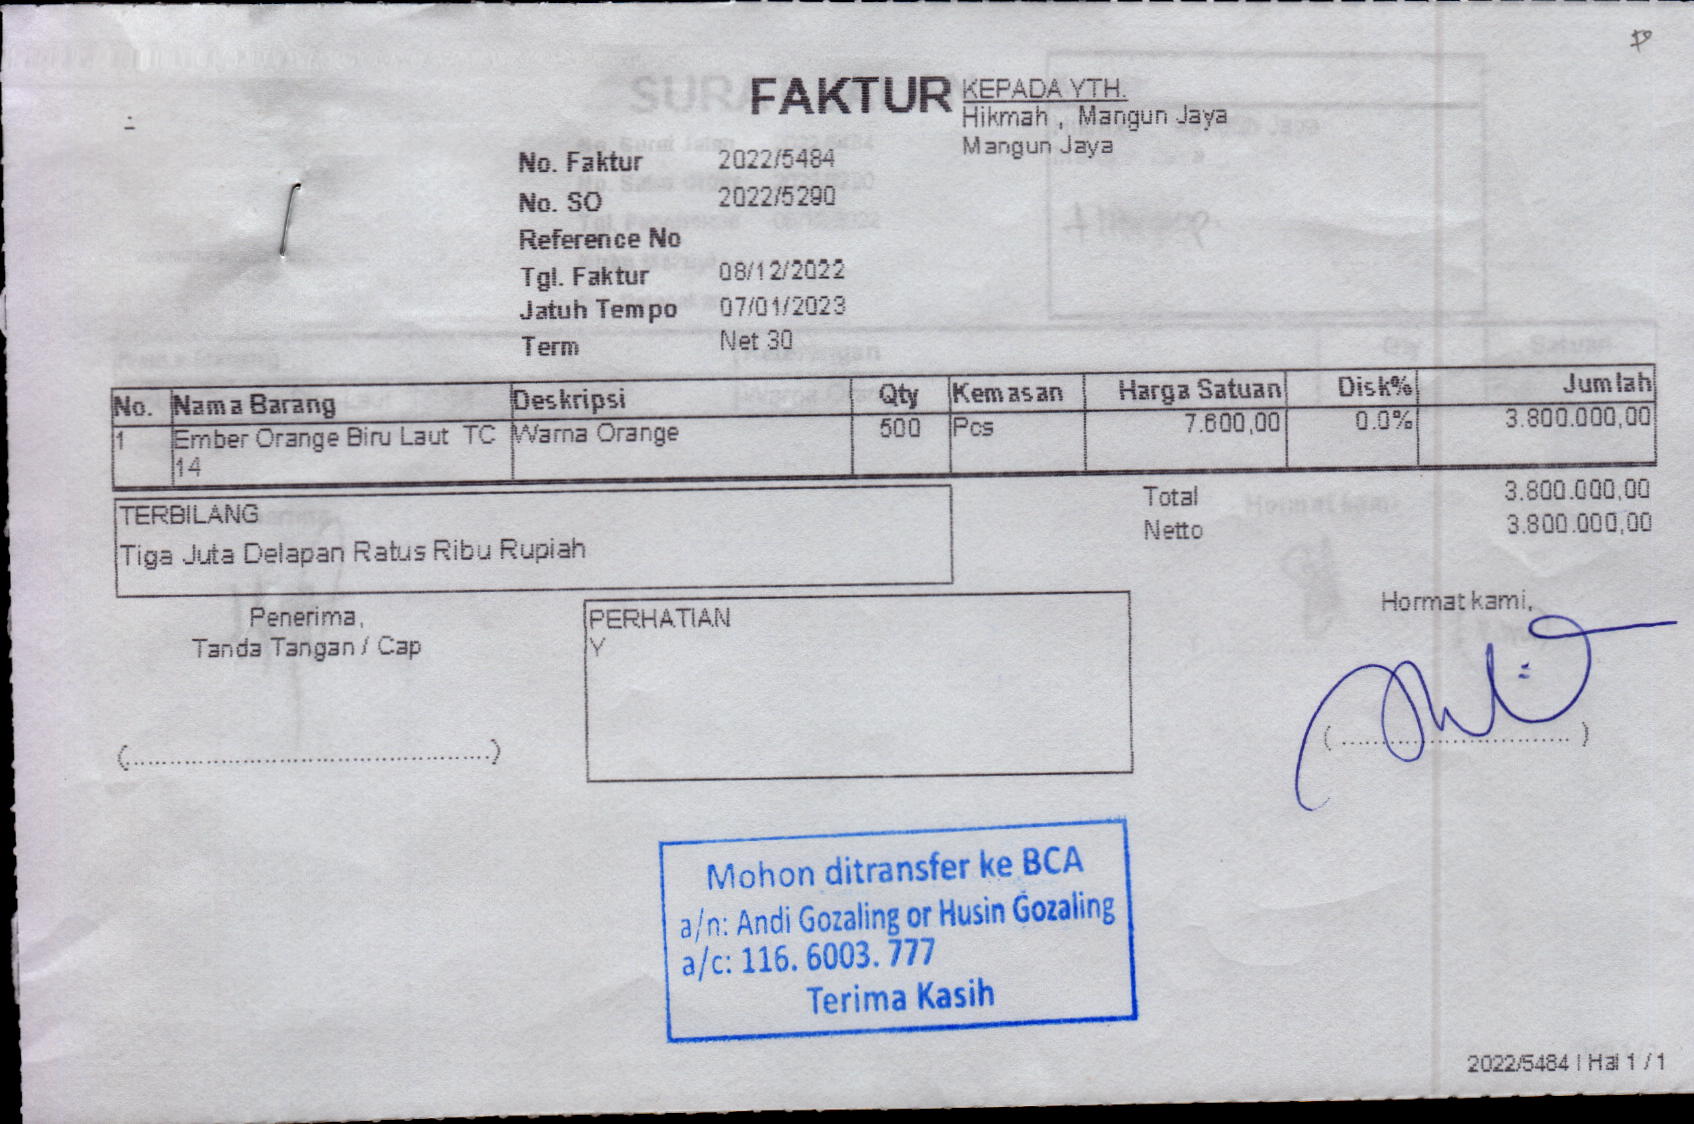 FAKTUR
KEPADA YTH.
Hikmah , Mangun Jaya
Mangun Jaya
No. Faktur 2022/5484
No. SO 2022/5290
Reference No
Tgl. Faktur 08/12/2022
Jatuh Tempo 07/01/2023
Term Net 30
No. Nama Barang Deskripsi Qty Kemasan Harga Satuan Disk% Jumlah
1 Ember Orange Biru Laut TC Warna Orange 500 Pcs 7.600,00 0.0% 3.800.000,00
14
Total 3.800.000,00
Netto 3.800.000,00
TERBILANG
Tiga Juta Delapan Ratus Ribu Rupiah
Penerima,
Tanda Tangan / Cap
(................................................)
PERHATIAN
Y
Hormat kami,
(................................)
Mohon ditransfer ke BCA
a/n: Andi Gozaling or Husin Gozaling
a/c: 116. 6003. 777
Terima Kasih
2022/5484 | Hal 1 / 1